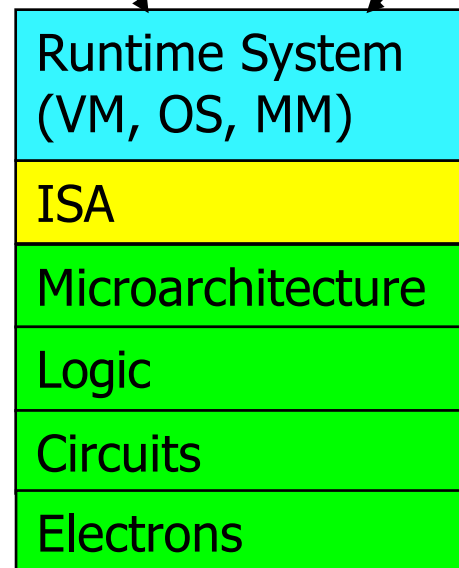 Runtime System
(VM, OS, MM)
ISA
Microarchitecture
Logic
Circuits
Electrons